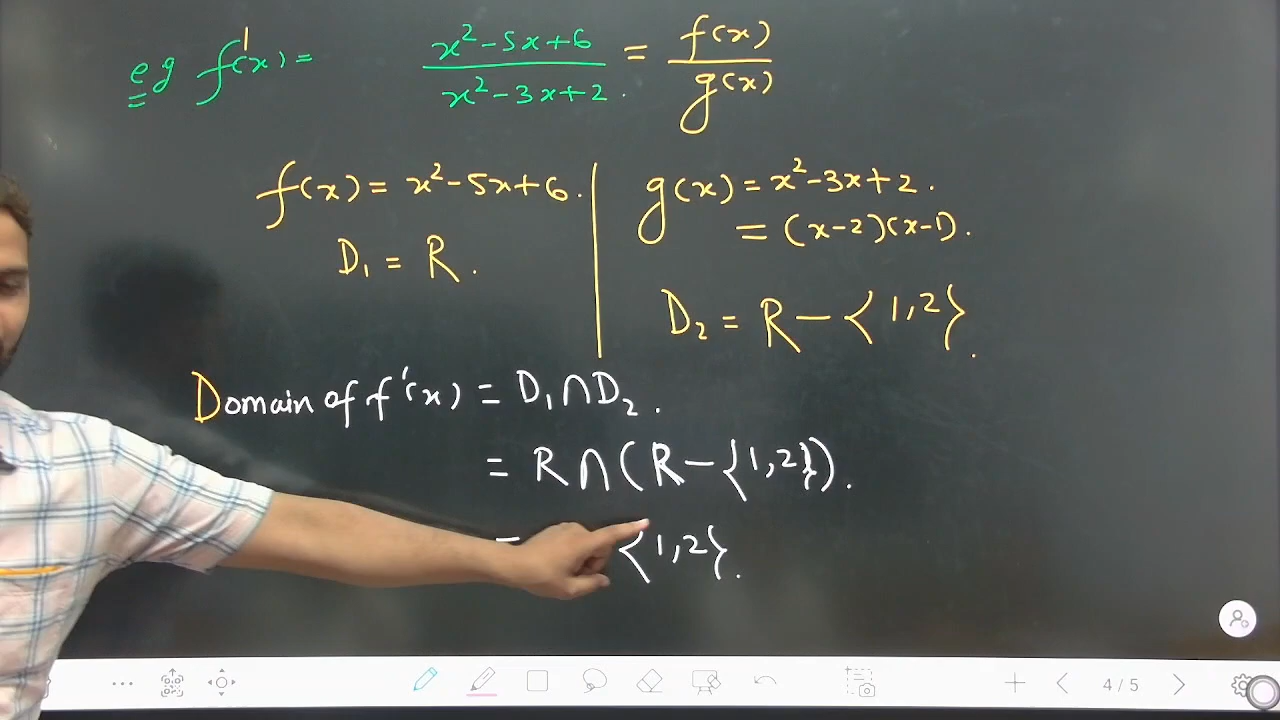 eg f'(x) = x²-5x+6 / x²-3x+2. = f(x) / g(x)
f(x) = x²-5x+6.
D₁ = R.
g(x) = x²-3x+2.
= (x-2)(x-1).
D₂ = R - {1,2}.
Domain of f'(x) = D₁∩D₂.
= R∩(R-{1,2}).
= {1,2}.
4/5